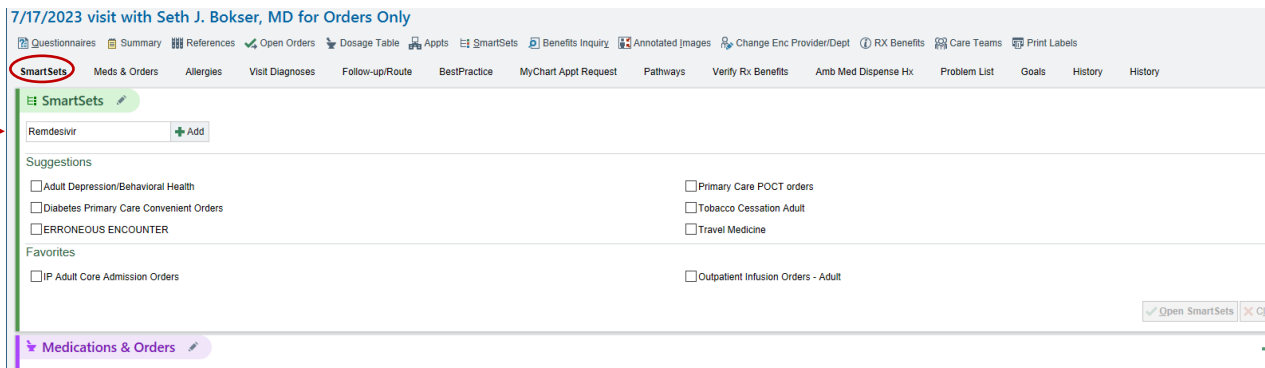 7/17/2023 visit with Seth J. Bokser, MD for Orders Only
Questionnaires Summary References Open Orders Dosage Table Appts SmartSets Benefits Inquiry Annotated Images Change Enc Provider/Dept RX Benefits Care Teams Print Labels
SmartSets Meds & Orders Allergies Visit Diagnoses Follow-up/Route BestPractice MyChart Appt Request Pathways Verify Rx Benefits Amb Med Dispense Hx Problem List Goals History History
SmartSets
Remdesivir Add
Suggestions
Adult Depression/Behavioral Health Primary Care POCT orders
Diabetes Primary Care Convenient Orders Tobacco Cessation Adult
ERRONEOUS ENCOUNTER Travel Medicine
Favorites
IP Adult Core Admission Orders Outpatient Infusion Orders - Adult
Open SmartSets
Medications & Orders